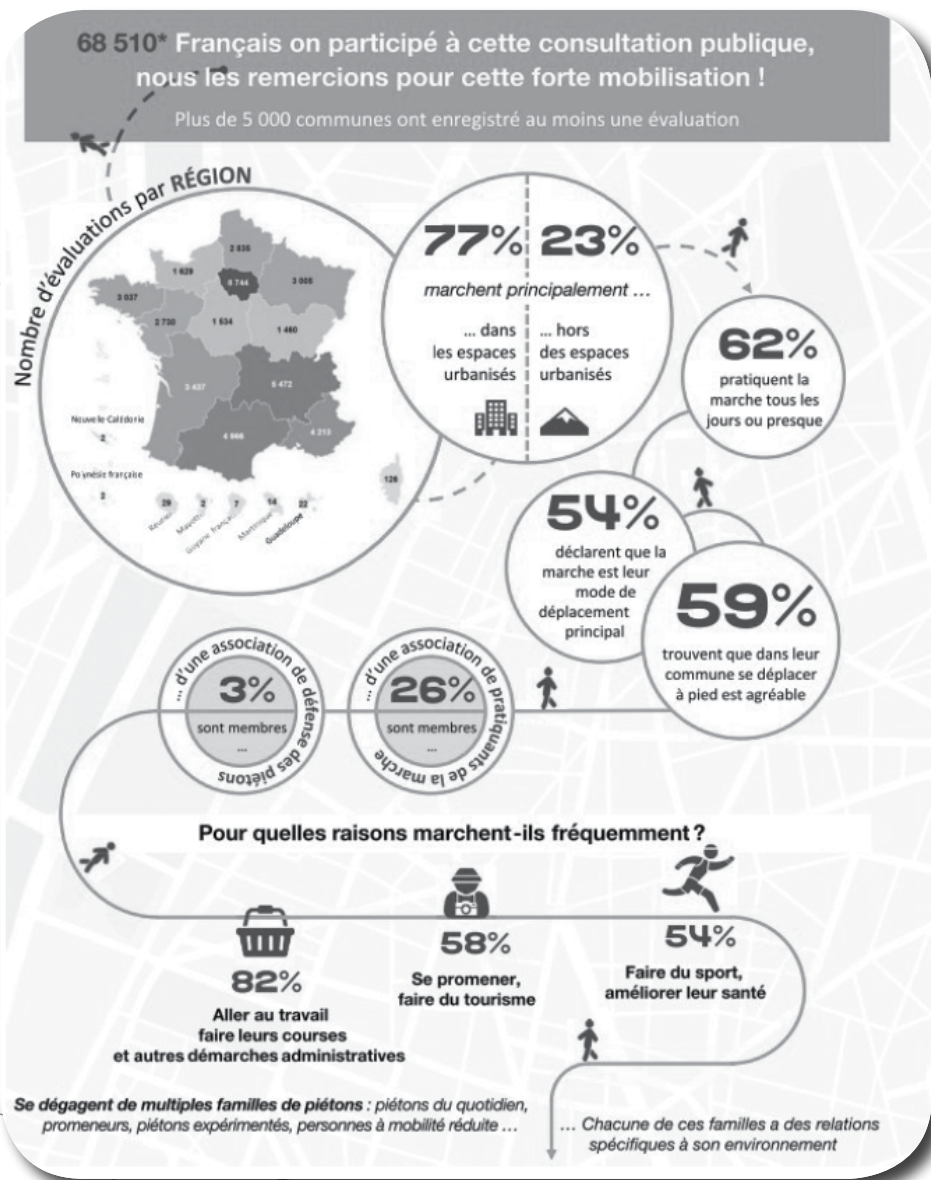 68 510* Français on participé à cette consultation publique,
nous les remercions pour cette forte mobilisation !
Plus de 5 000 communes ont enregistré au moins une évaluation
Nombre d'évaluations par RÉGION
2 835
1 629
8 744
3 005
3 037
2 730
1 534
1 460
3 437
5 472
4 966
4 213
126
Nouvelle-Calédonie
2
Polynésie française
2
29
2
7
14
22
Réunion
Mayotte
Guyane française
Martinique
Guadeloupe
77% 23%
marchent principalement ...
... dans
les espaces
urbanisés
... hors
des espaces
urbanisés
62%
pratiquent la
marche tous les
jours ou presque
54%
déclarent que la
marche est leur
mode de
déplacement
principal
59%
trouvent que dans leur
commune se déplacer
à pied est agréable
3%
sont membres
...
... d'une association de défense des piétons
26%
sont membres
...
... d'une association de pratiquants de la marche
Pour quelles raisons marchent-ils fréquemment ?
82%
Aller au travail
faire leurs courses
et autres démarches administratives
58%
Se promener,
faire du tourisme
54%
Faire du sport,
améliorer leur santé
Se dégagent de multiples familles de piétons : piétons du quotidien,
promeneurs, piétons expérimentés, personnes à mobilité réduite ...
... Chacune de ces familles a des relations
spécifiques à son environnement